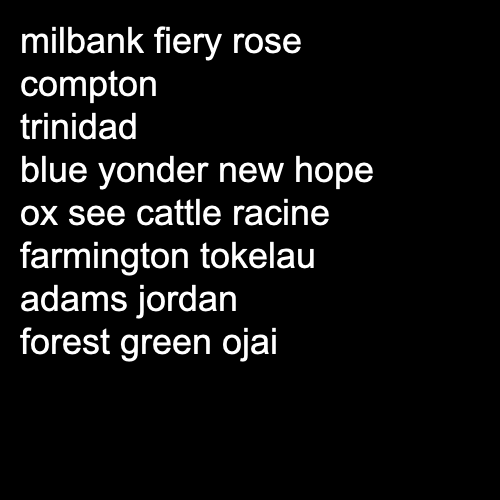 milbank fiery rose
compton
trinidad
blue yonder new hope
ox see cattle racine
farmington tokelau
adams jordan
forest green ojai